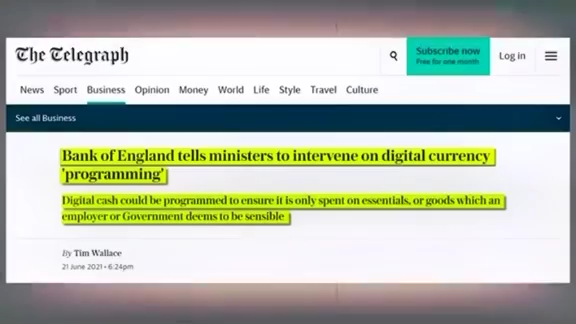 The Telegraph
Subscribe now
Free for one month
Log in
News Sport Business Opinion Money World Life Style Travel Culture
See all Business
Bank of England tells ministers to intervene on digital currency
'programming'
Digital cash could be programmed to ensure it is only spent on essentials, or goods which an
employer or Government deems to be sensible
By Tim Wallace
21 June 2021 • 6:24pm